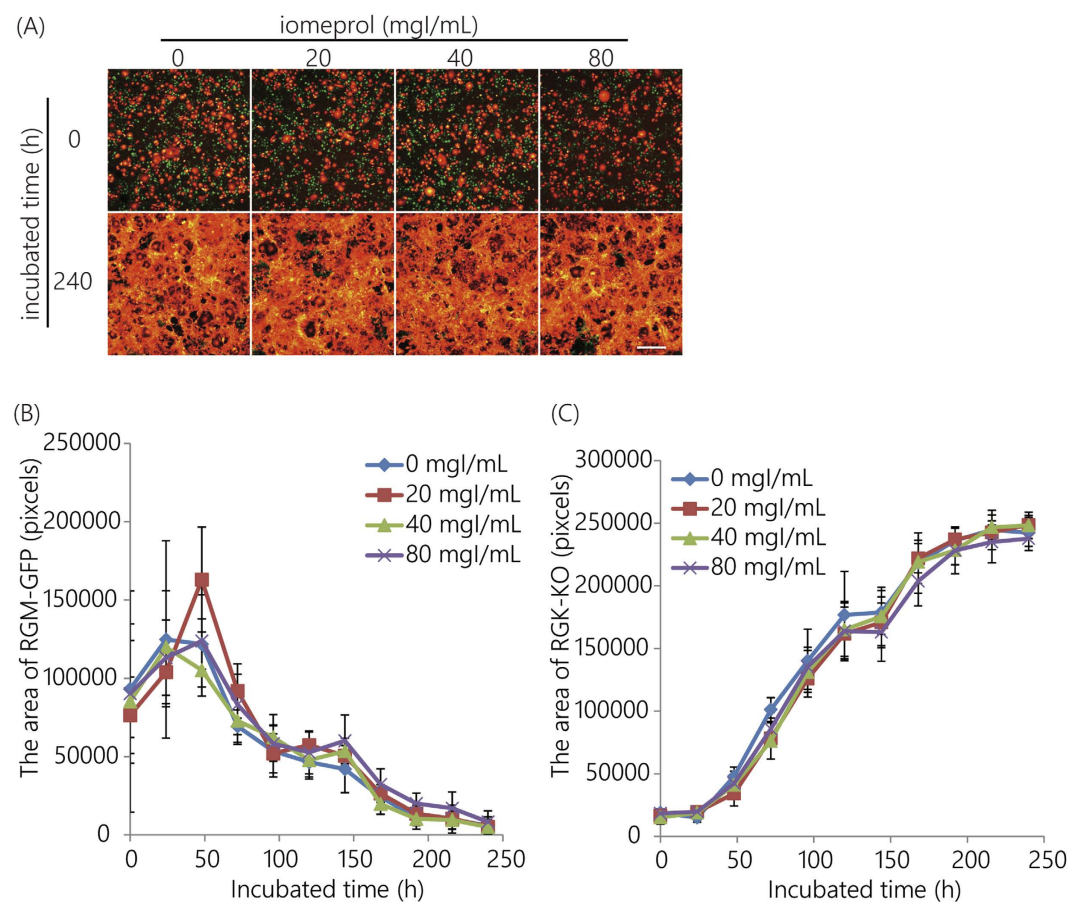 (A)
iomeprol (mgI/mL)
0 20 40 80
incubated time (h)
0
240
(B)
The area of RGM-GFP (pixcels)
250000
200000
150000
100000
50000
0
0 50 100 150 200 250
Incubated time (h)
0 mgI/mL
20 mgI/mL
40 mgI/mL
80 mgI/mL
(C)
The area of RGK-KO (pixcels)
300000
250000
200000
150000
100000
50000
0
0 50 100 150 200 250
Incubated time (h)
0 mgI/mL
20 mgI/mL
40 mgI/mL
80 mgI/mL